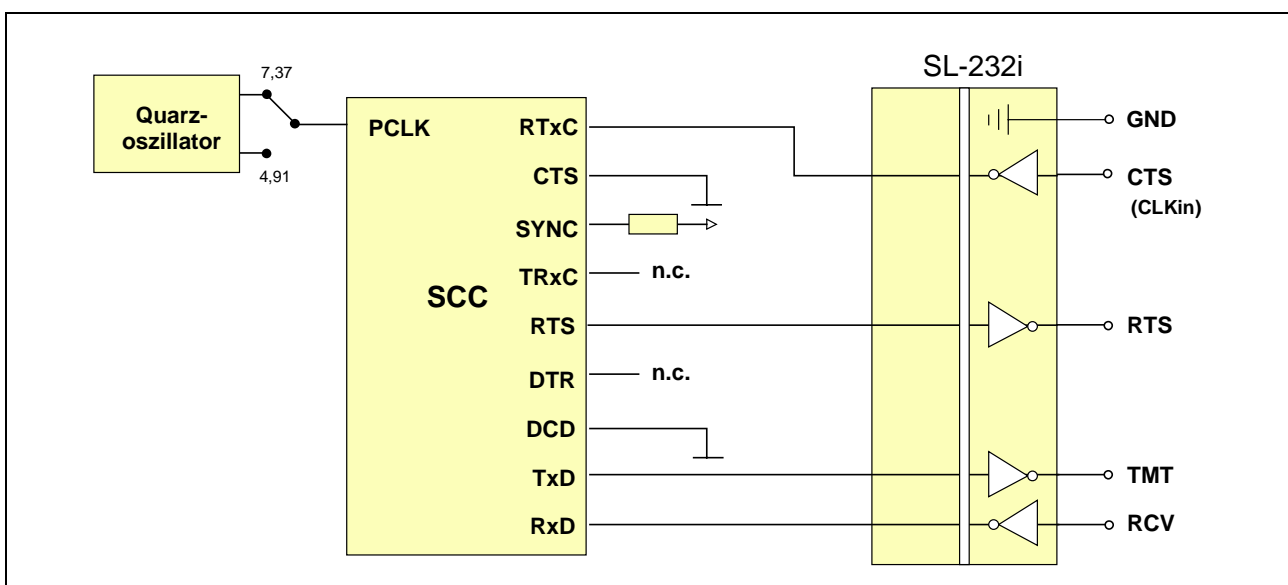 SL-232i
7,37
Quarz-
oszillator
4,91
PCLK
SCC
RTxC
CTS
SYNC
TRxC
n.c.
RTS
DTR
n.c.
DCD
TxD
RxD
GND
CTS
(CLKin)
RTS
TMT
RCV